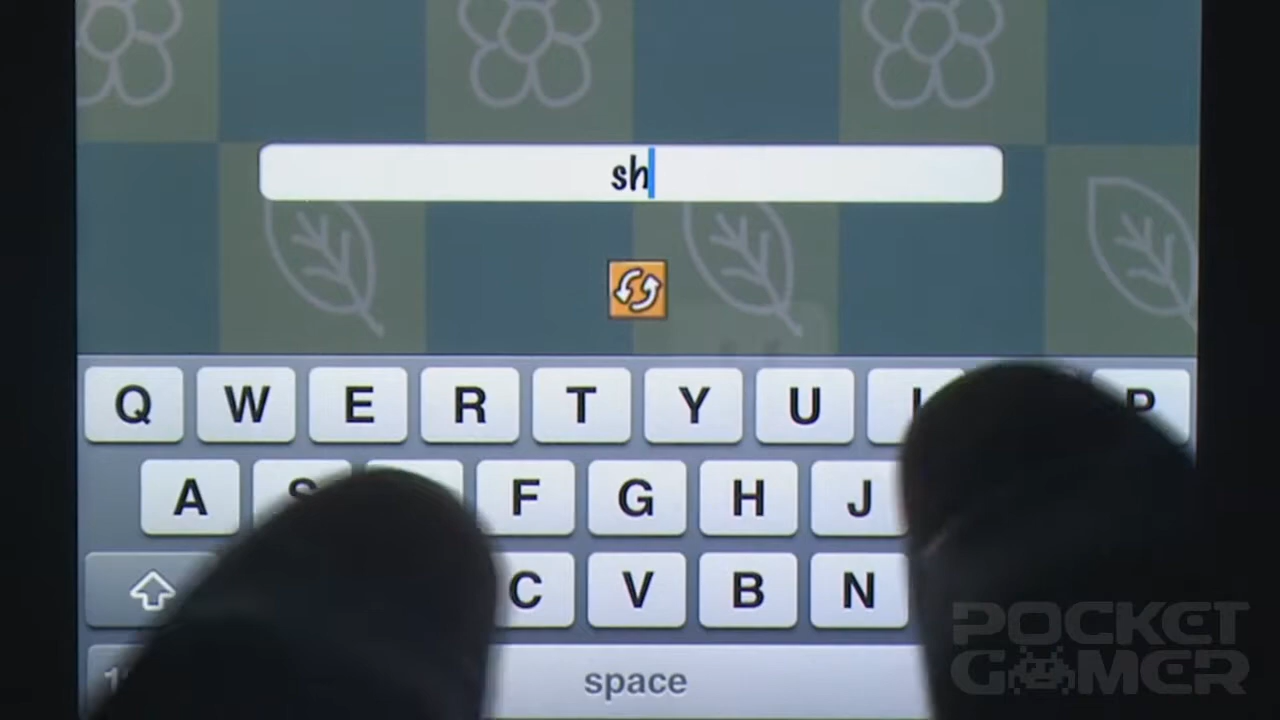 sh
Q W E R T Y U I P
A S F G H J
C V B N
space
POCKET
GAMER